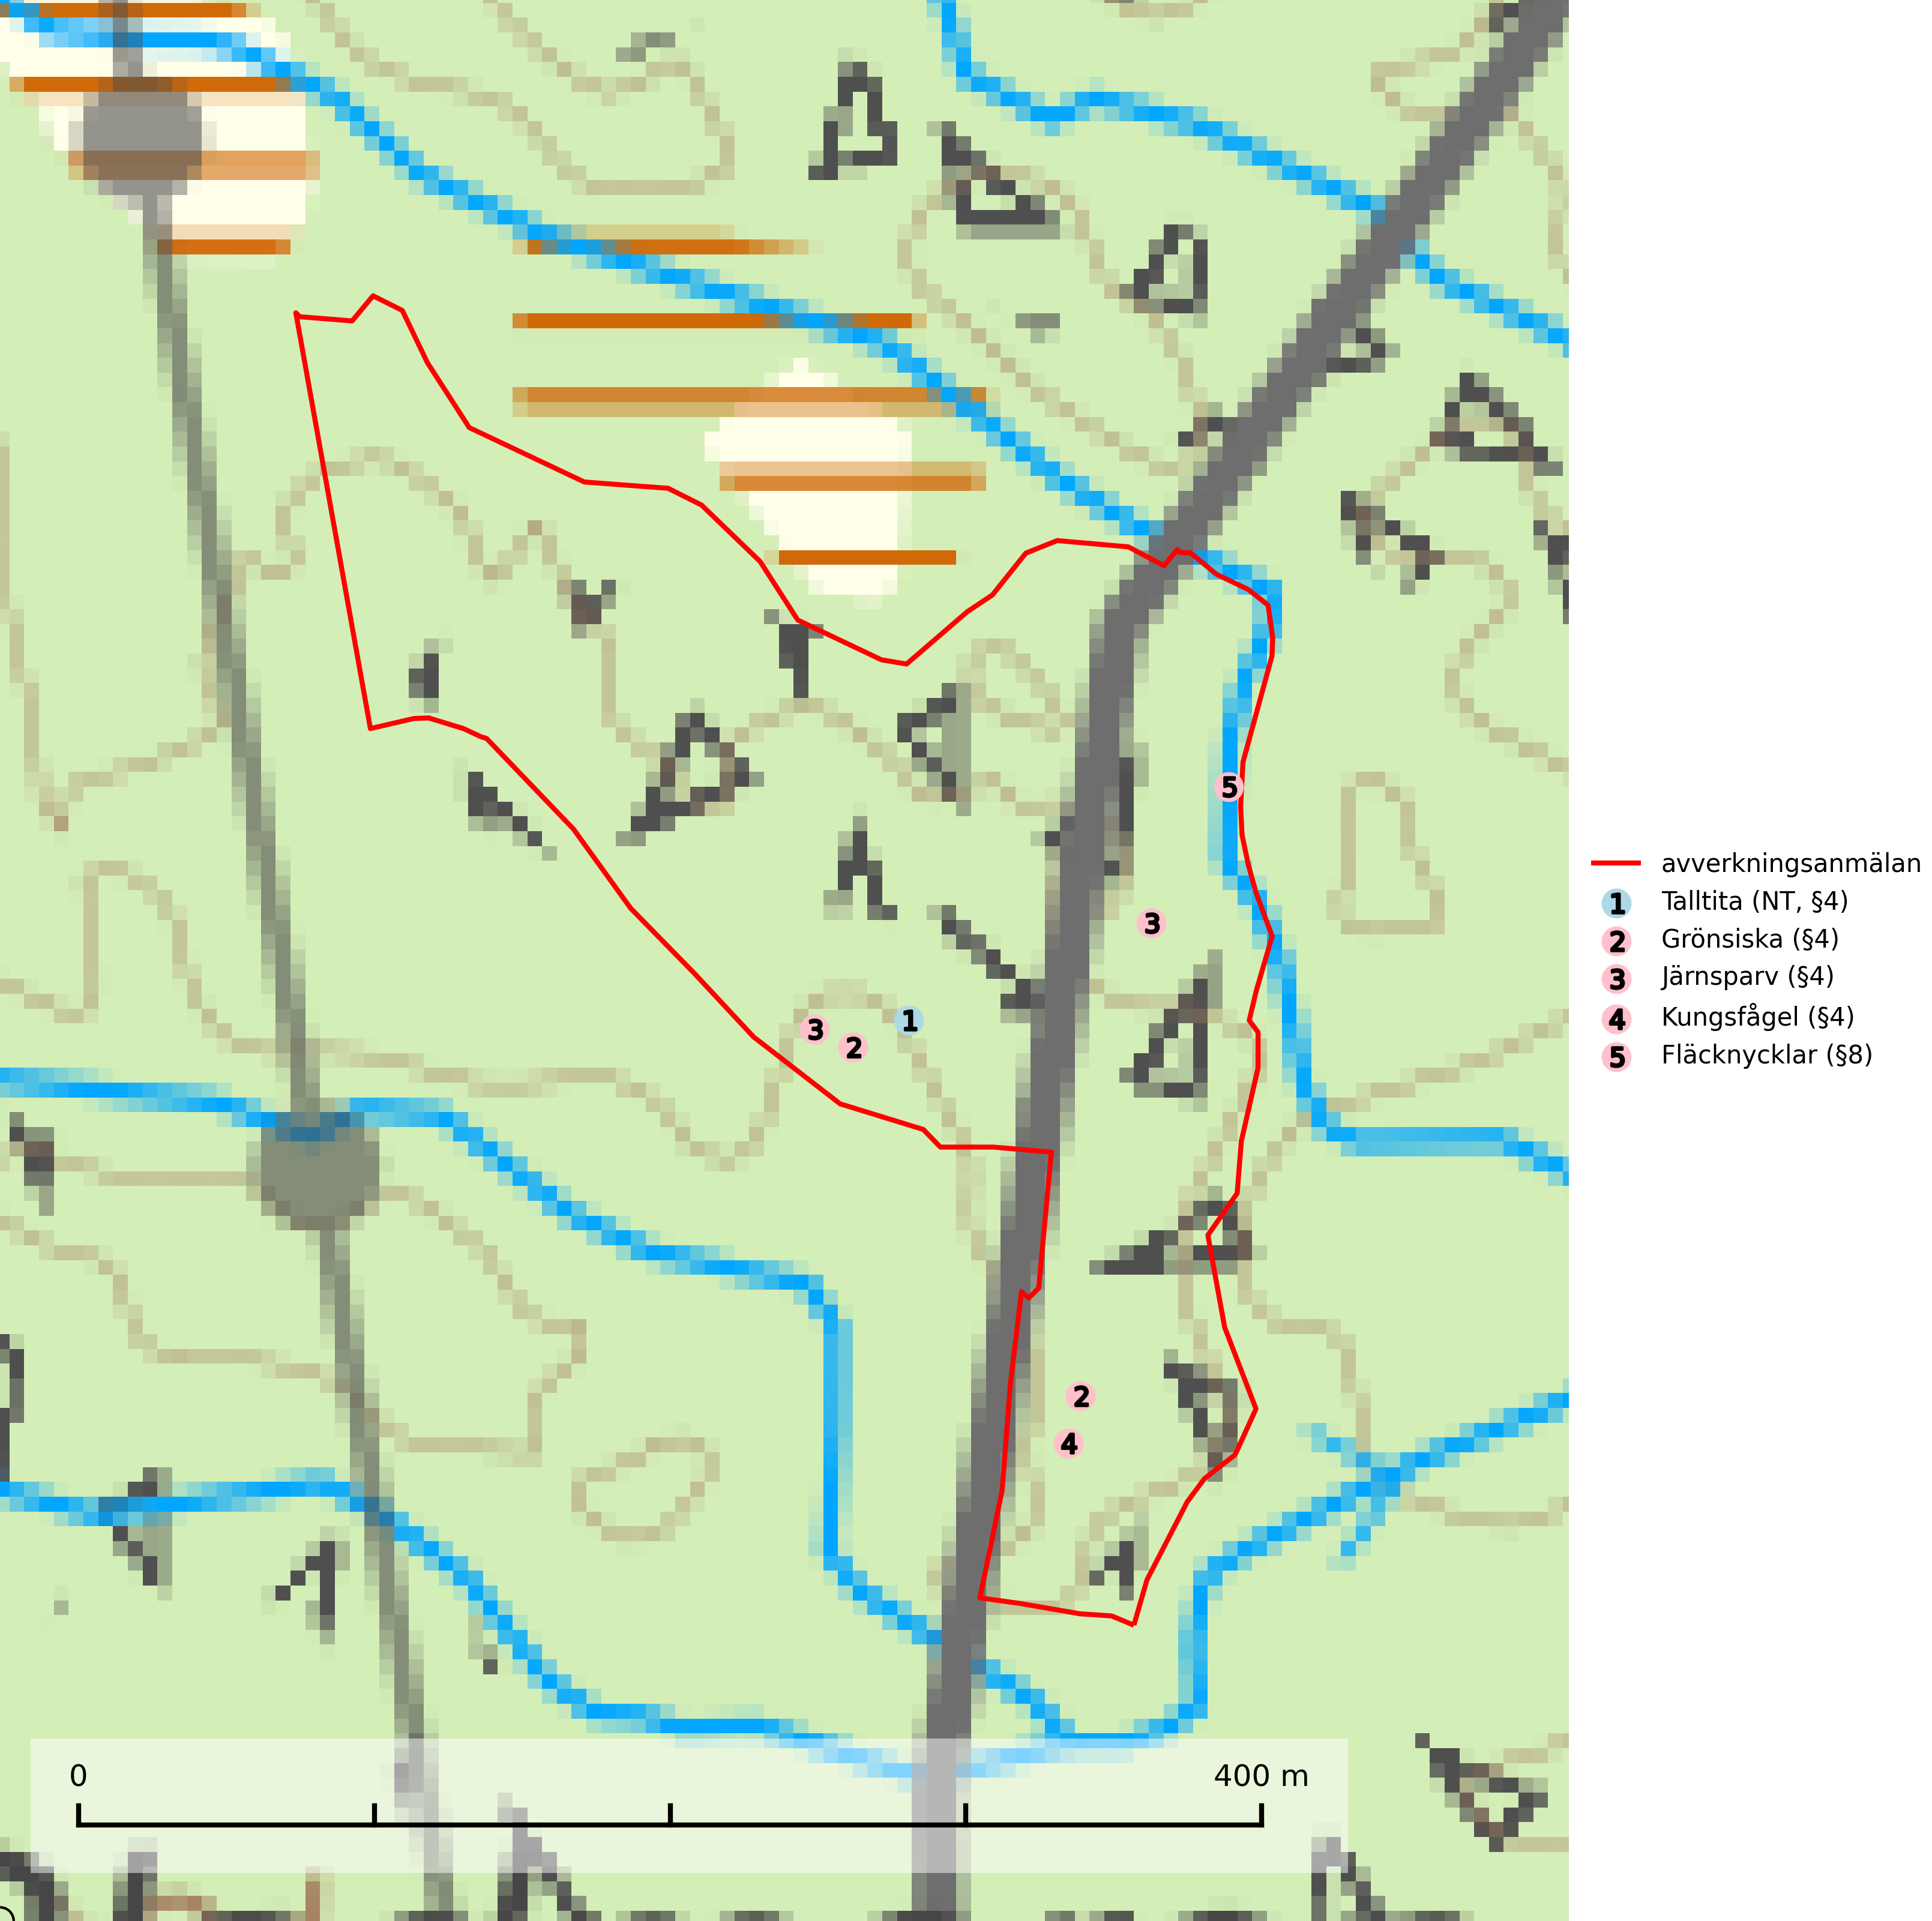 5
3
1
3
2
2
4
0
400 m
avverkningsanmälan
1 Talltita (NT, §4)
2 Grönsiska (§4)
3 Järnsparv (§4)
4 Kungsfågel (§4)
5 Fläcknycklar (§8)